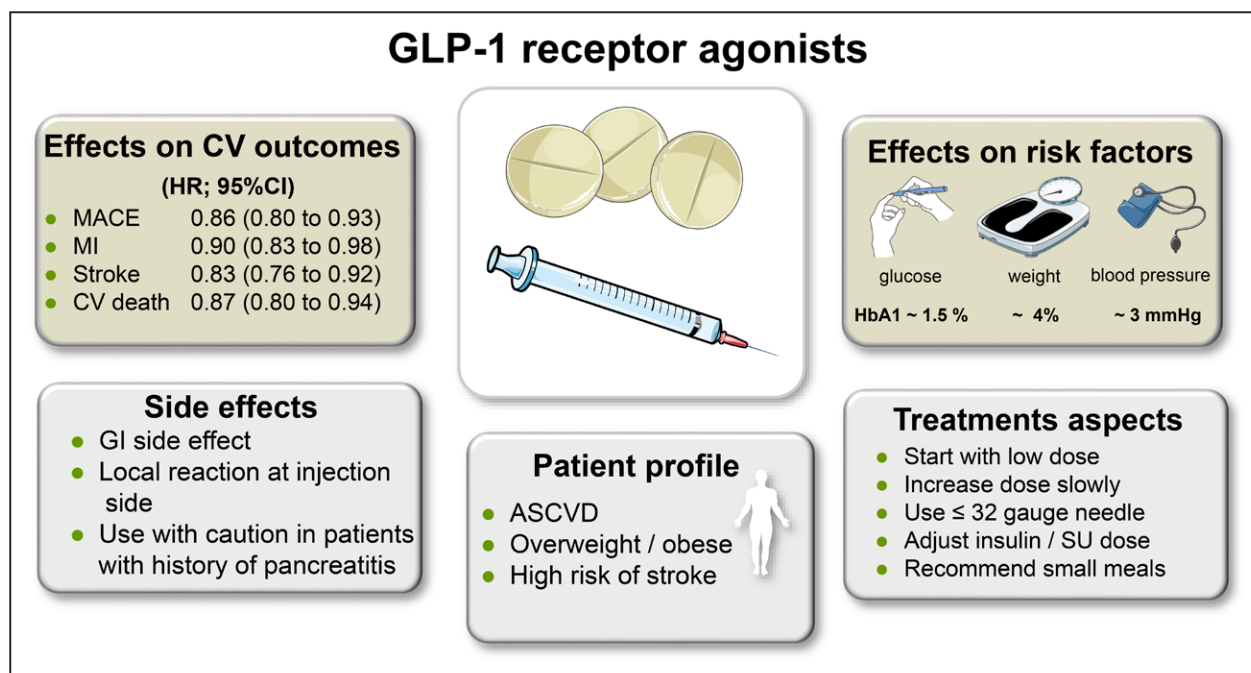 GLP-1 receptor agonists
Effects on CV outcomes
(HR; 95%CI)
● MACE 0.86 (0.80 to 0.93)
● MI 0.90 (0.83 to 0.98)
● Stroke 0.83 (0.76 to 0.92)
● CV death 0.87 (0.80 to 0.94)
Effects on risk factors
glucose weight blood pressure
HbA1 ~ 1.5 % ~ 4% ~ 3 mmHg
Side effects
● GI side effect
● Local reaction at injection
side
● Use with caution in patients
with history of pancreatitis
Patient profile
● ASCVD
● Overweight / obese
● High risk of stroke
Treatments aspects
● Start with low dose
● Increase dose slowly
● Use ≤ 32 gauge needle
● Adjust insulin / SU dose
● Recommend small meals